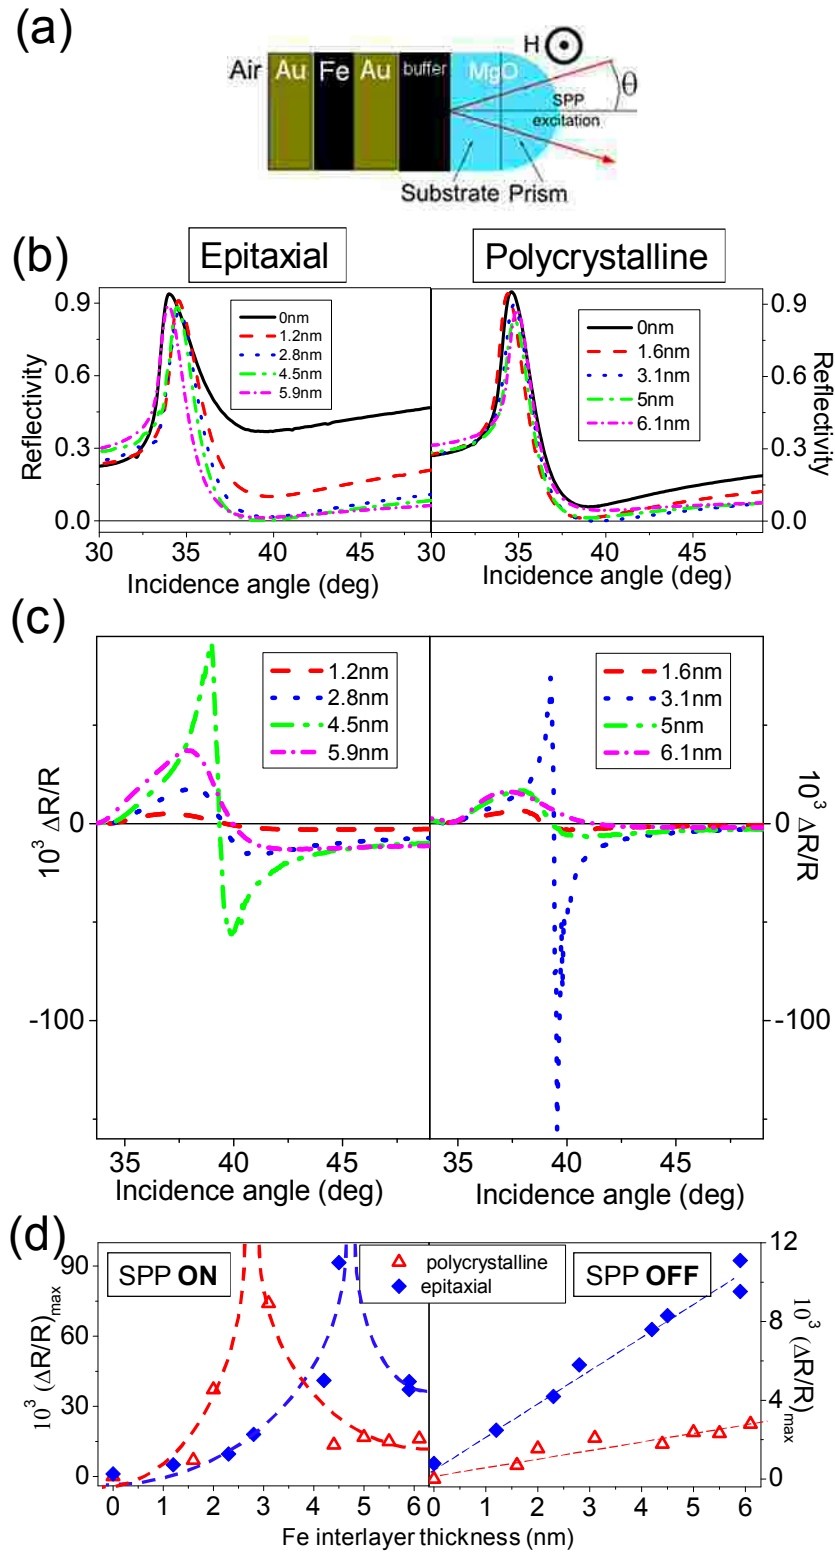 (a)
H
Air Au Fe Au buffer MgO
θ
SPP
excitation
Substrate Prism
(b)
Epitaxial
Polycrystalline
Reflectivity
0.9
0.6
0.3
0.0
0nm
1.2nm
2.8nm
4.5nm
5.9nm
30 35 40 45
Incidence angle (deg)
0nm
1.6nm
3.1nm
5nm
6.1nm
0.9
0.6
0.3
0.0
Reflectivity
30 35 40 45
Incidence angle (deg)
(c)
10³ ΔR/R
0
-100
1.2nm
2.8nm
4.5nm
5.9nm
35 40 45
Incidence angle (deg)
1.6nm
3.1nm
5nm
6.1nm
0
-100
10³ ΔR/R
35 40 45
Incidence angle (deg)
(d)
10³ (ΔR/R)max
90
60
30
0
SPP ON
polycrystalline
epitaxial
SPP OFF
12
8
4
0
10³ (ΔR/R)max
0 1 2 3 4 5 6
0 1 2 3 4 5 6
Fe interlayer thickness (nm)